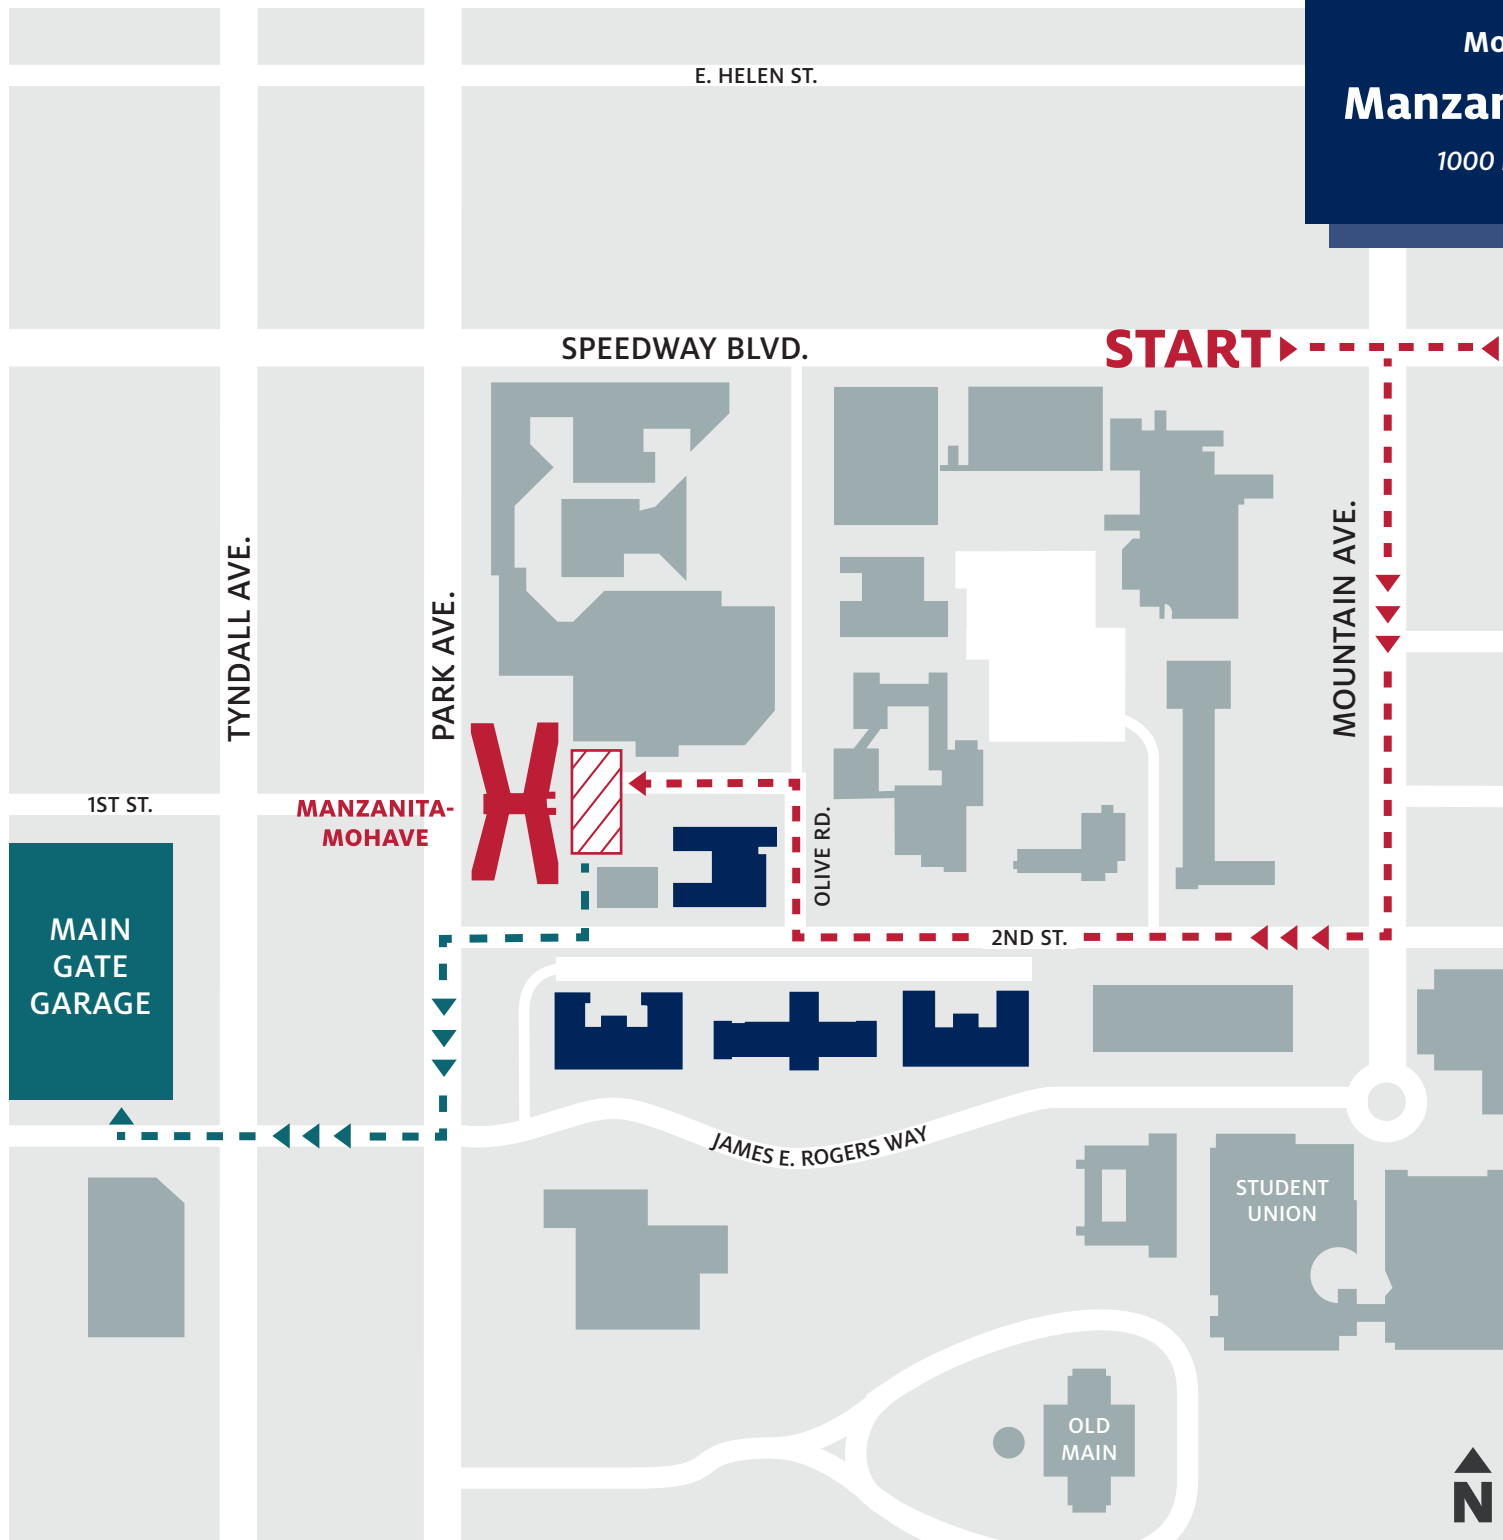 Mo
E. HELEN ST.
Manzan
1000
SPEEDWAY BLVD.
START
TYNDALL AVE.
PARK AVE.
MOUNTAIN AVE.
1ST ST.
MANZANITA-
MOHAVE
OLIVE RD.
MAIN
GATE
GARAGE
2ND ST.
JAMES E. ROGERS WAY
STUDENT
UNION
OLD
MAIN
N